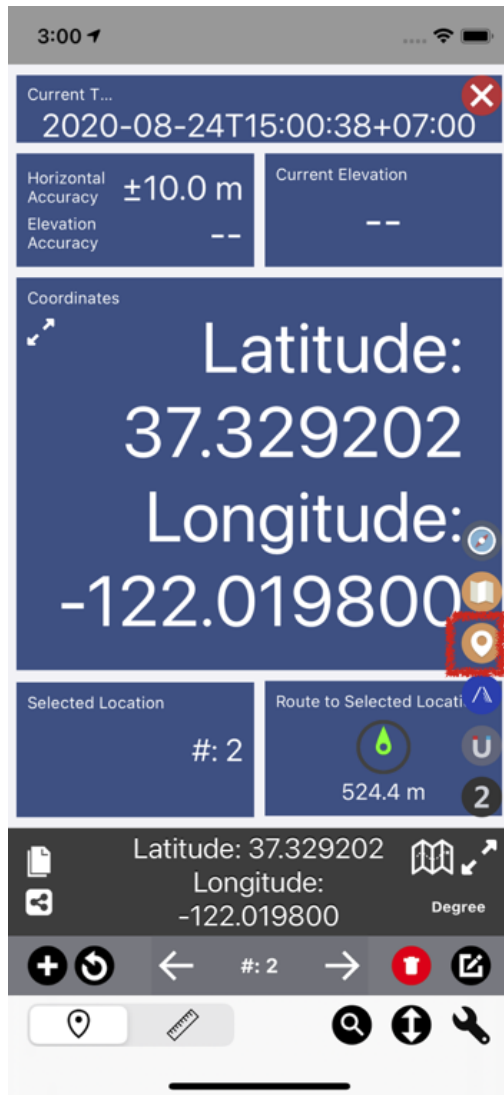 3:00
Current T...
2020-08-24T15:00:38+07:00
Horizontal
Accuracy
±10.0 m
Elevation
Accuracy
--
Current Elevation
--
Coordinates
Latitude:
37.329202
Longitude:
-122.019800
Selected Location
#: 2
Route to Selected Locati...
524.4 m
2
Latitude: 37.329202
Longitude:
-122.019800
Degree
#: 2